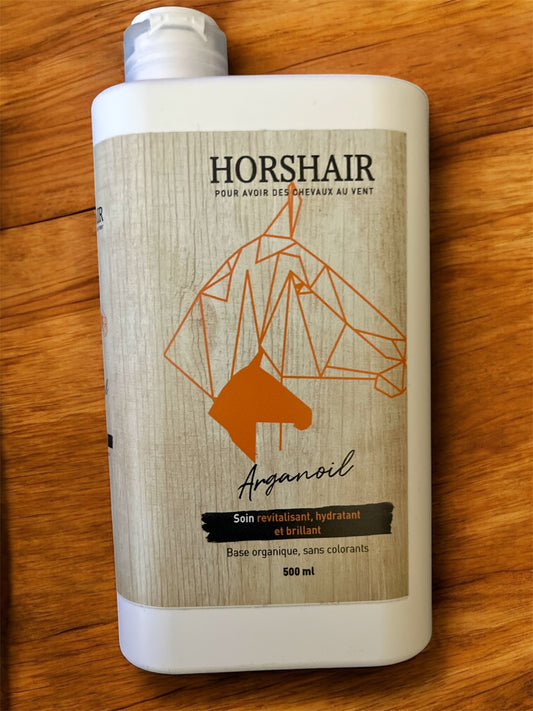 HORSHAIR
POUR AVOIR DES CHEVAUX AU VENT
Arganoil
Soin revitalisant, hydratant
et brillant
Base organique, sans colorants
500 ml